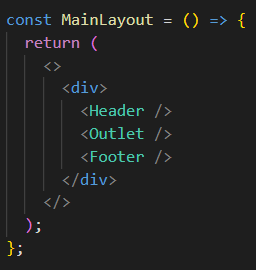 const MainLayout = () => {
  return (
    <>
      <div>
        <Header />
        <Outlet />
        <Footer />
      </div>
    </>
  );
};